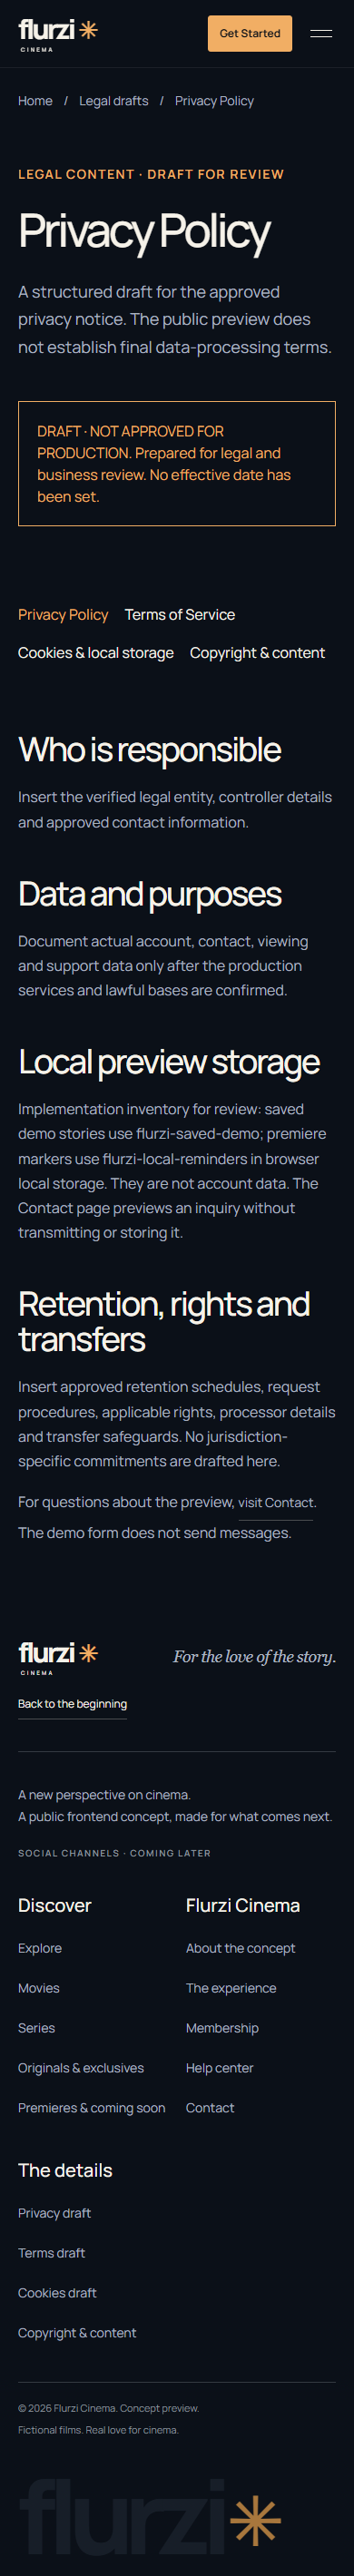 flurzi
CINEMA
Get Started
Home / Legal drafts / Privacy Policy
LEGAL CONTENT · DRAFT FOR REVIEW
Privacy Policy
A structured draft for the approved
privacy notice. The public preview does
not establish final data-processing terms.
DRAFT · NOT APPROVED FOR
PRODUCTION. Prepared for legal and
business review. No effective date has
been set.
Privacy Policy Terms of Service
Cookies & local storage Copyright & content
Who is responsible
Insert the verified legal entity, controller details
and approved contact information.
Data and purposes
Document actual account, contact, viewing
and support data only after the production
services and lawful bases are confirmed.
Local preview storage
Implementation inventory for review: saved
demo stories use flurzi-saved-demo; premiere
markers use flurzi-local-reminders in browser
local storage. They are not account data. The
Contact page previews an inquiry without
transmitting or storing it.
Retention, rights and
transfers
Insert approved retention schedules, request
procedures, applicable rights, processor details
and transfer safeguards. No jurisdiction-
specific commitments are drafted here.
For questions about the preview, visit Contact.
The demo form does not send messages.
flurzi
CINEMA
For the love of the story.
Back to the beginning
A new perspective on cinema.
A public frontend concept, made for what comes next.
SOCIAL CHANNELS · COMING LATER
Discover
Explore
Movies
Series
Originals & exclusives
Premieres & coming soon
Flurzi Cinema
About the concept
The experience
Membership
Help center
Contact
The details
Privacy draft
Terms draft
Cookies draft
Copyright & content
© 2026 Flurzi Cinema. Concept preview.
Fictional films. Real love for cinema.
flurzi